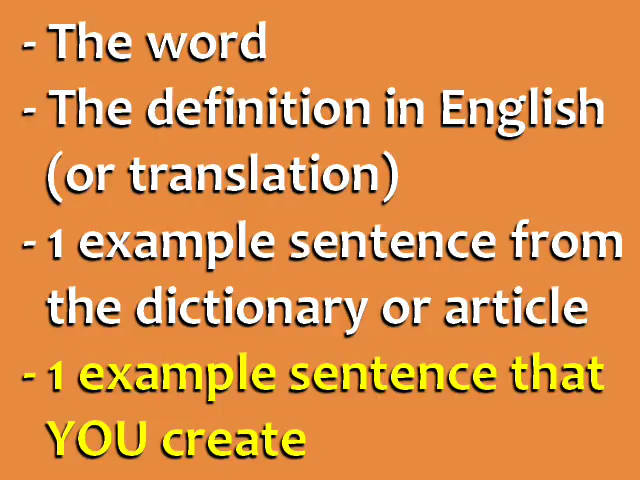 - The word
- The definition in English
(or translation)
- 1 example sentence from
the dictionary or article
- 1 example sentence that
YOU create